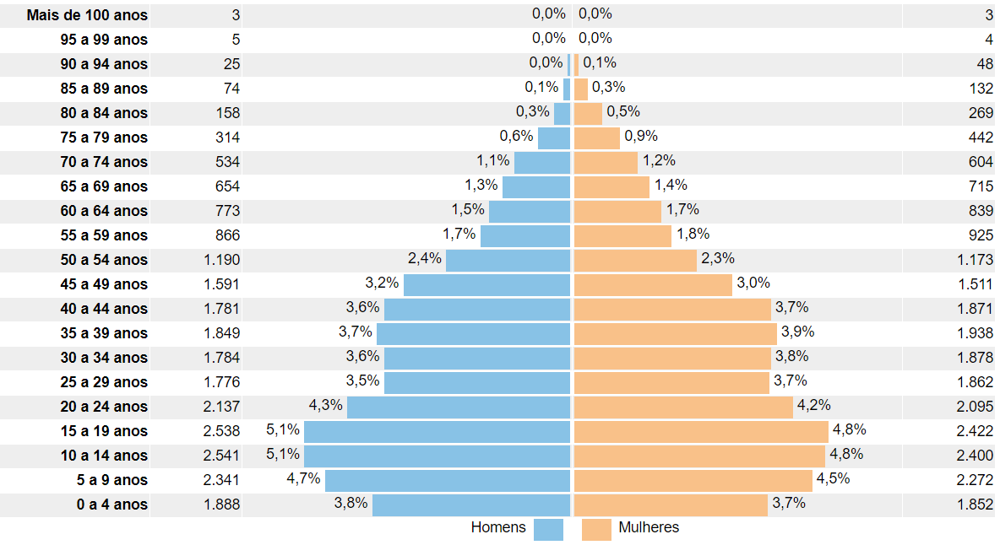 Mais de 100 anos 3 0,0% 0,0% 3
95 a 99 anos 5 0,0% 0,0% 4
90 a 94 anos 25 0,0% 0,1% 48
85 a 89 anos 74 0,1% 0,3% 132
80 a 84 anos 158 0,3% 0,5% 269
75 a 79 anos 314 0,6% 0,9% 442
70 a 74 anos 534 1,1% 1,2% 604
65 a 69 anos 654 1,3% 1,4% 715
60 a 64 anos 773 1,5% 1,7% 839
55 a 59 anos 866 1,7% 1,8% 925
50 a 54 anos 1.190 2,4% 2,3% 1.173
45 a 49 anos 1.591 3,2% 3,0% 1.511
40 a 44 anos 1.781 3,6% 3,7% 1.871
35 a 39 anos 1.849 3,7% 3,9% 1.938
30 a 34 anos 1.784 3,6% 3,8% 1.878
25 a 29 anos 1.776 3,5% 3,7% 1.862
20 a 24 anos 2.137 4,3% 4,2% 2.095
15 a 19 anos 2.538 5,1% 4,8% 2.422
10 a 14 anos 2.541 5,1% 4,8% 2.400
5 a 9 anos 2.341 4,7% 4,5% 2.272
0 a 4 anos 1.888 3,8% 3,7% 1.852
Homens Mulheres